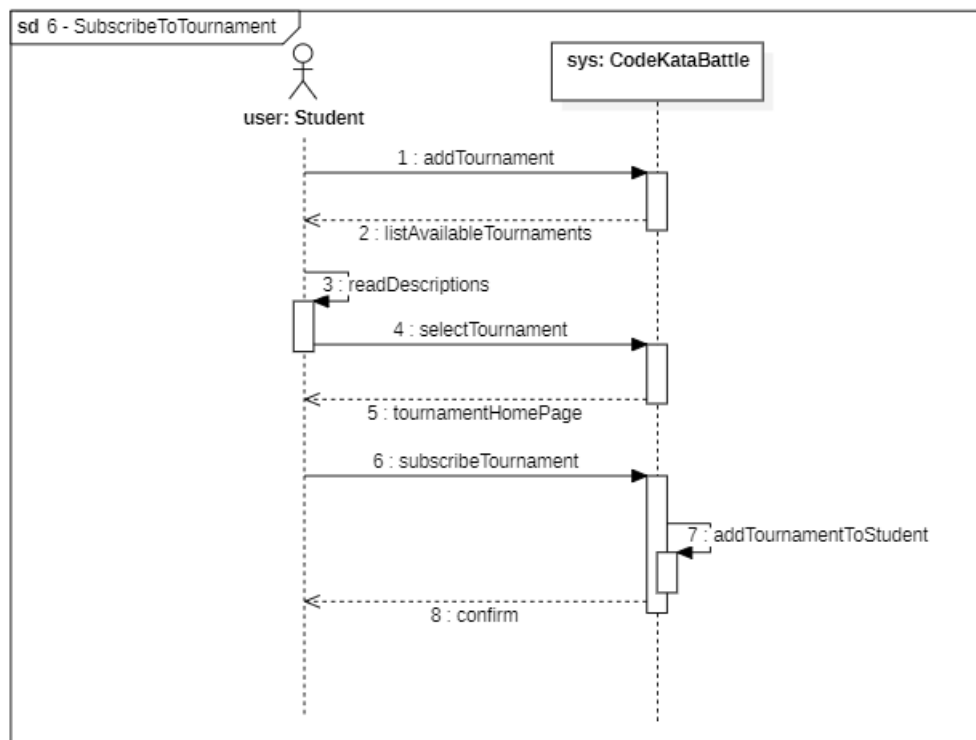 sd 6 - SubscribeToTournament
user: Student
sys: CodeKataBattle
1 : addTournament
2 : listAvailableTournaments
3 : readDescriptions
4 : selectTournament
5 : tournamentHomePage
6 : subscribeTournament
7 : addTournamentToStudent
8 : confirm